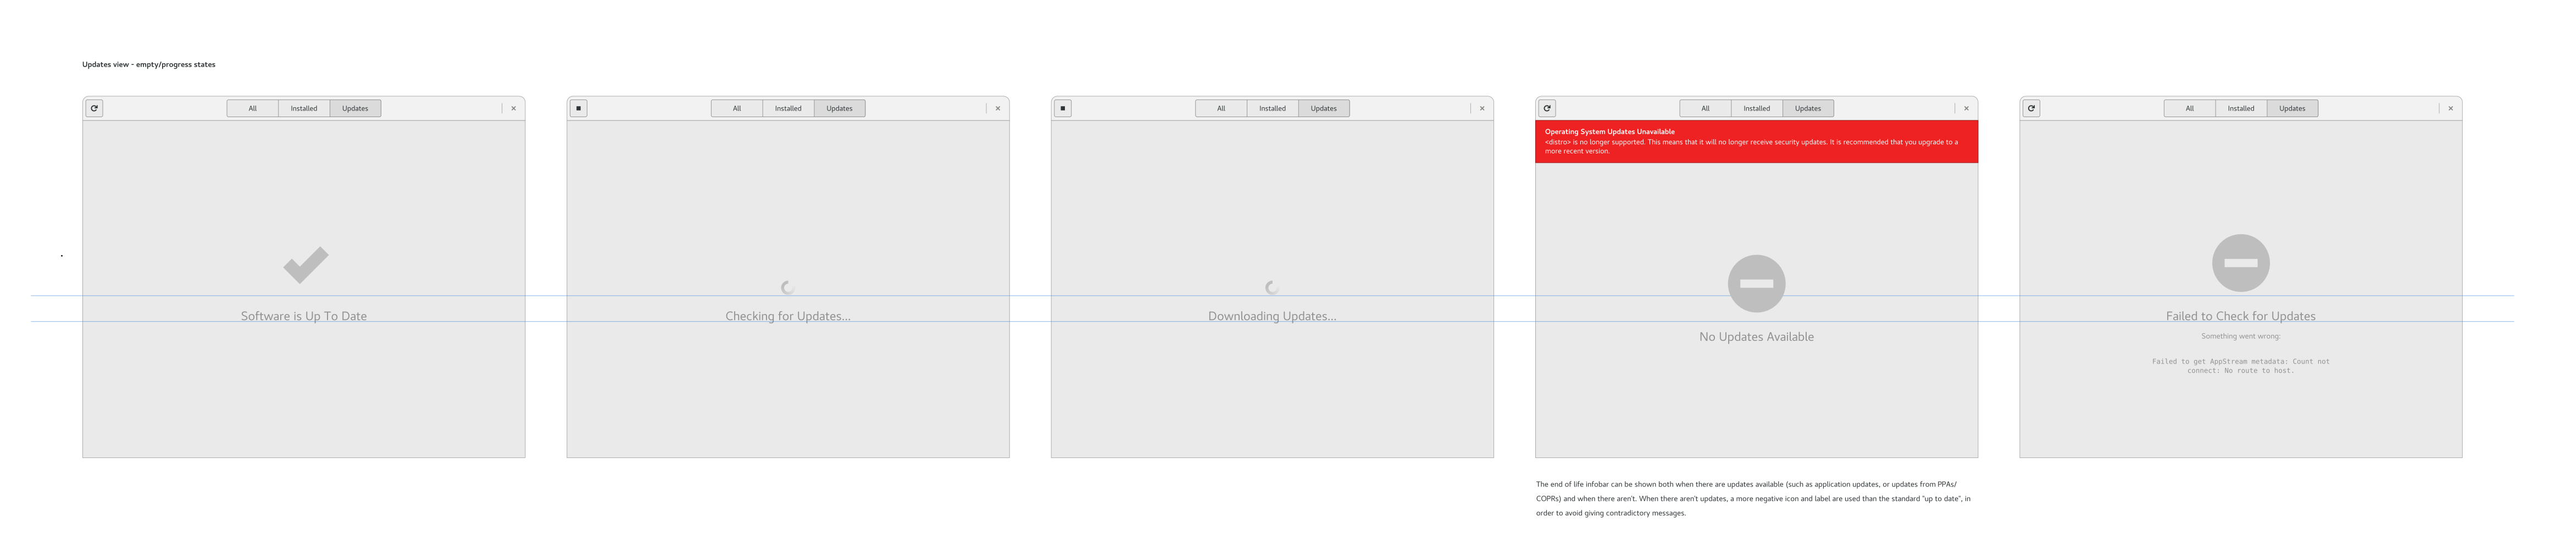 Updates view - empty/progress states
All Installed Updates
Software is Up To Date
All Installed Updates
Checking for Updates...
All Installed Updates
Downloading Updates...
All Installed Updates
Operating System Updates Unavailable
<distro> is no longer supported. This means that it will no longer receive security updates. It is recommended that you upgrade to a
more recent version.
No Updates Available
The end of life infobar can be shown both when there are updates available (such as application updates, or updates from PPAs/
COPRs) and when there aren't. When there aren't updates, a more negative icon and label are used than the standard "up to date", in
order to avoid giving contradictory messages.
All Installed Updates
Failed to Check for Updates
Something went wrong:
Failed to get AppStream metadata: Count not
connect: No route to host.